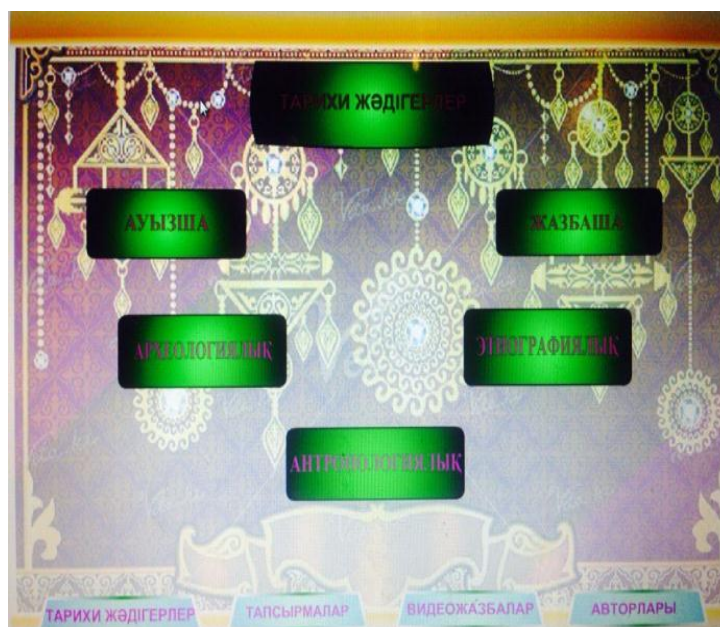 ТАРИХИ ЖӘДІГЕРЛЕР
АУЫЗША
ЖАЗБАША
АРХЕОЛОГИЯЛЫҚ
ЭТНОГРАФИЯЛЫҚ
АНТРОПОЛОГИЯЛЫҚ
ТАРИХИ ЖӘДІГЕРЛЕР
ТАПСЫРМАЛАР
ВИДЕОЖАЗБАЛАР
АВТОРЛАРЫ